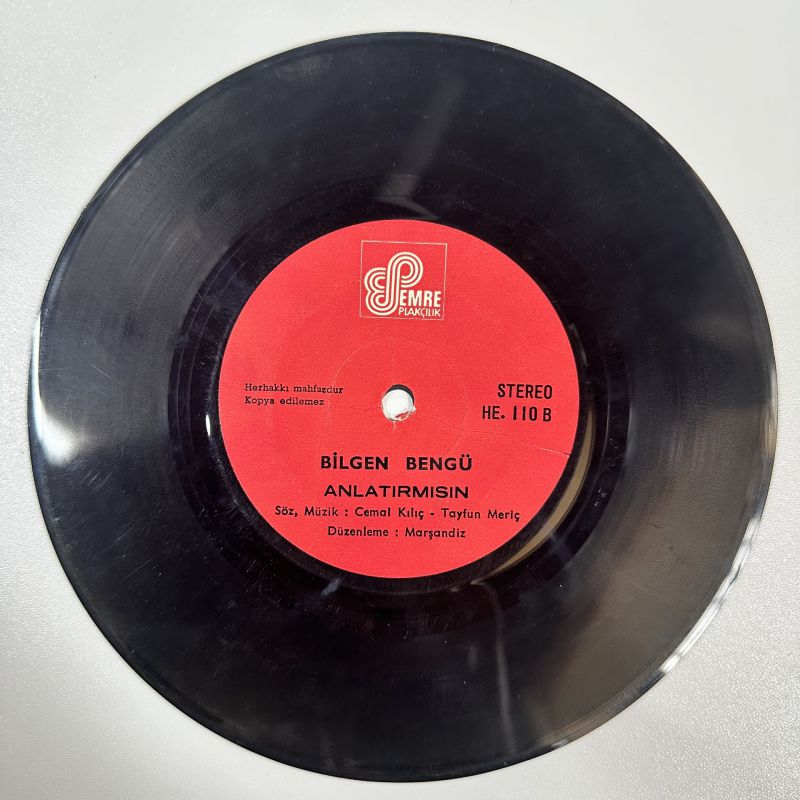 EMRE
PLAKÇILIK
Herhakkı mahfuzdur
Kopya edilemez
STEREO
HE. 110 B
BİLGEN BENGÜ
ANLATIRMISIN
Söz, Müzik : Cemal Kılıç - Tayfun Meriç
Düzenleme : Marşandiz